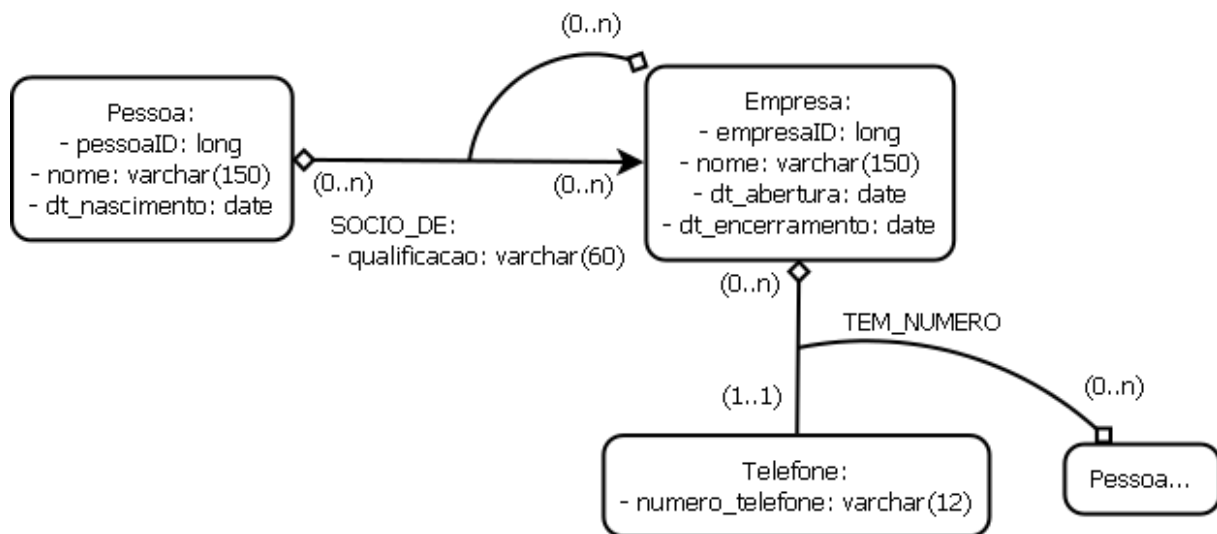 (0..n)
Pessoa:
- pessoaID: long
- nome: varchar(150)
- dt_nascimento: date
(0..n)
(0..n)
SOCIO_DE:
- qualificacao: varchar(60)
Empresa:
- empresaID: long
- nome: varchar(150)
- dt_abertura: date
- dt_encerramento: date
(0..n)
TEM_NUMERO
(1..1)
(0..n)
Telefone:
- numero_telefone: varchar(12)
Pessoa...